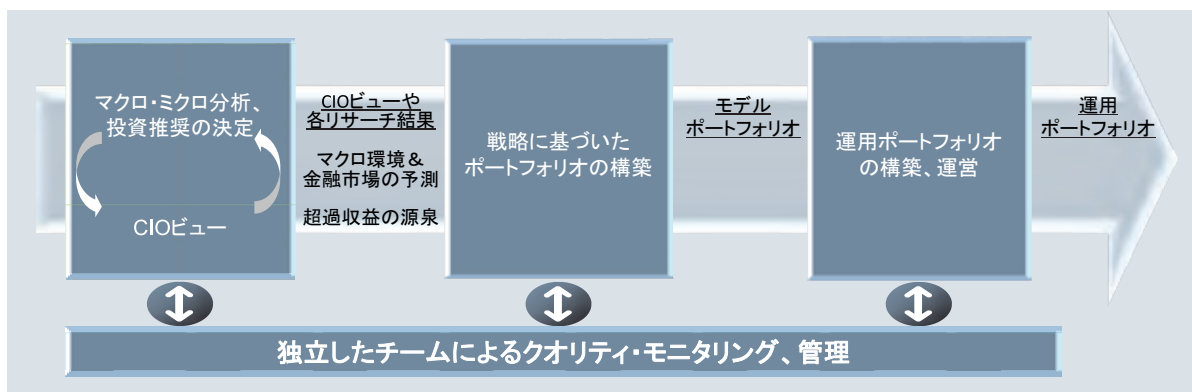 マクロ・ミクロ分析、
投資推奨の決定
CIOビュー
CIOビューや
各リサーチ結果
マクロ環境＆
金融市場の予測
超過収益の源泉
戦略に基づいた
ポートフォリオの構築
モデル
ポートフォリオ
運用ポートフォリオ
の構築、運営
運用
ポートフォリオ
独立したチームによるクオリティ・モニタリング、管理